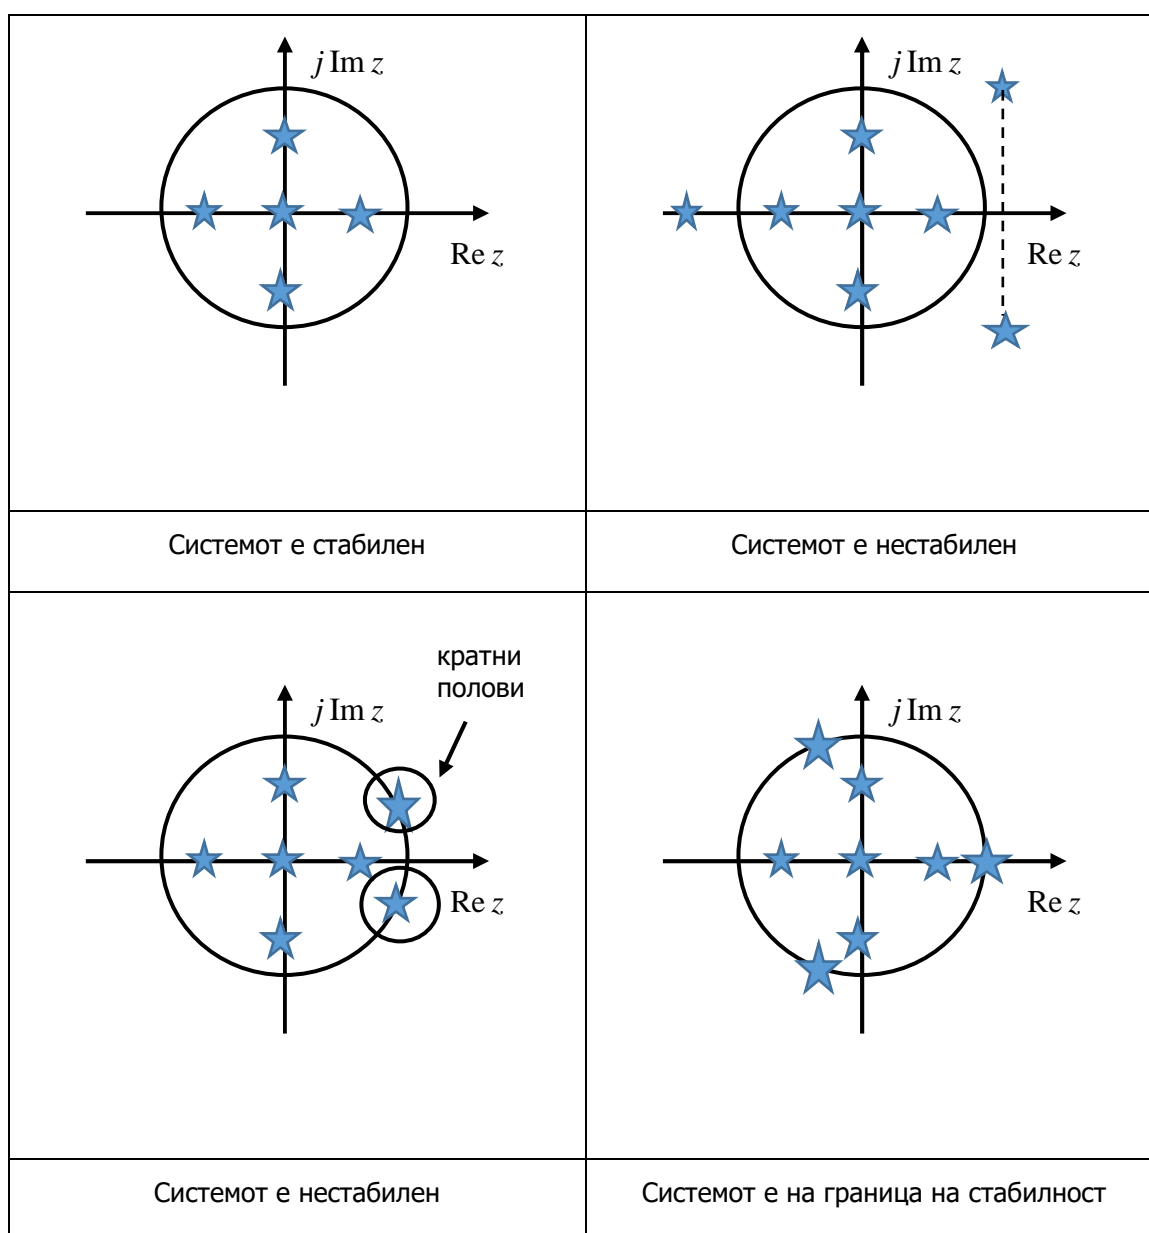 j Im z
Re z
j Im z
Re z
Системот е стабилен
Системот е нестабилен
кратни
полови
j Im z
Re z
j Im z
Re z
Системот е нестабилен
Системот е на граница на стабилност